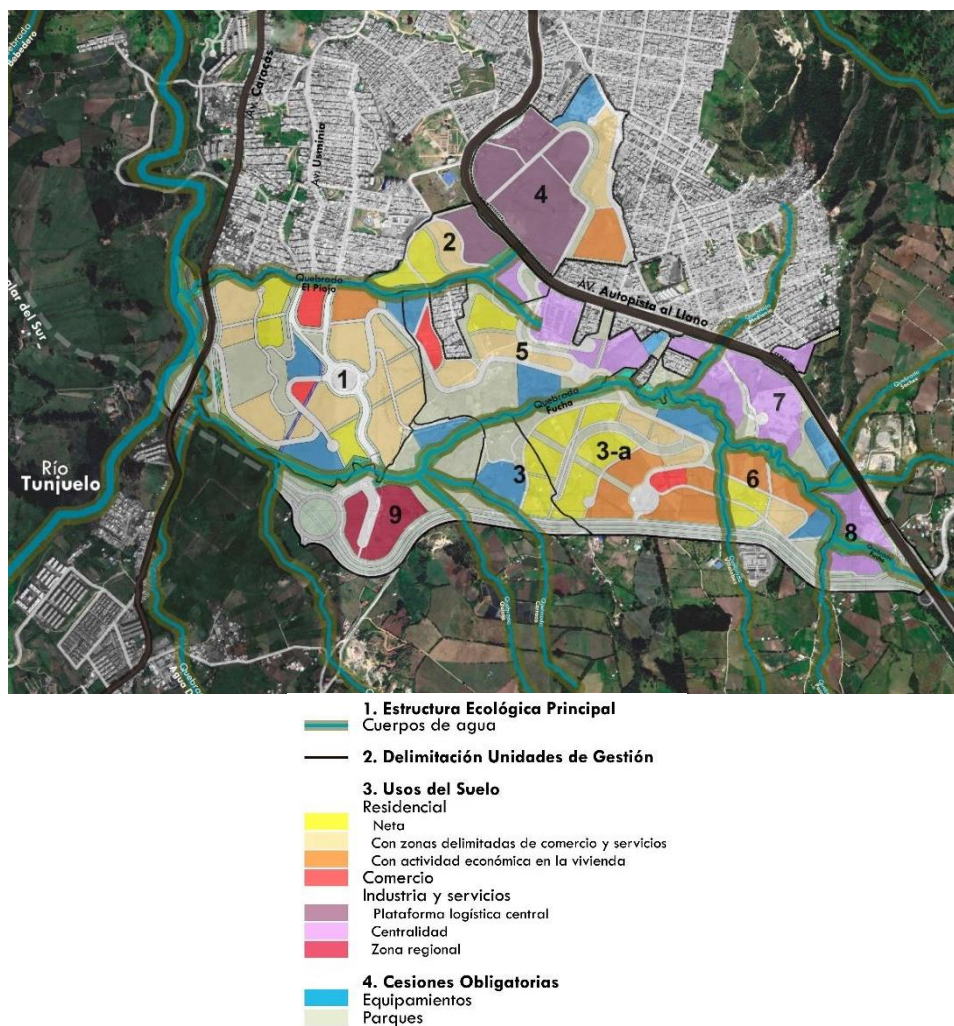 Quebrada
Bebedero
AV. Caracas
AV. Usminia
4
2
Quebrada
El Piojo
AV. Autopista al Llano
5
1
Quebrada
Fucha
7
3-a
3
6
Río
Tunjuelo
9
8
1. Estructura Ecológica Principal
Cuerpos de agua
2. Delimitación Unidades de Gestión
3. Usos del Suelo
Residencial
Neta
Con zonas delimitadas de comercio y servicios
Con actividad económica en la vivienda
Comercio
Industria y servicios
Plataforma logística central
Centralidad
Zona regional
4. Cesiones Obligatorias
Equipamientos
Parques